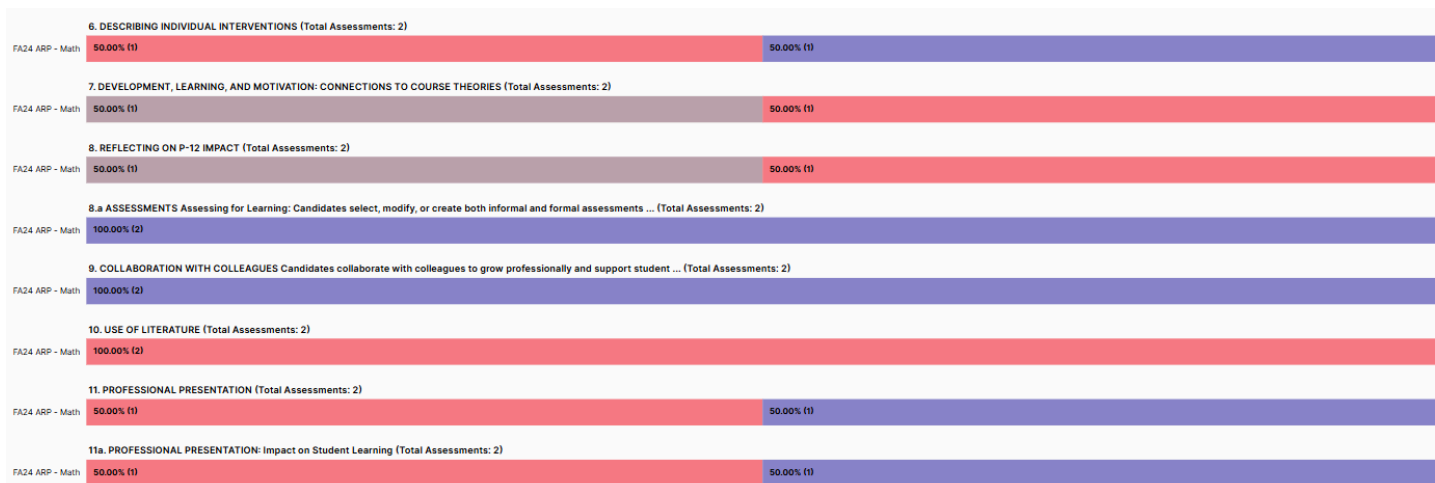 6. DESCRIBING INDIVIDUAL INTERVENTIONS (Total Assessments: 2)
FA24 ARP - Math 50.00% (1) 50.00% (1)
7. DEVELOPMENT, LEARNING, AND MOTIVATION: CONNECTIONS TO COURSE THEORIES (Total Assessments: 2)
FA24 ARP - Math 50.00% (1) 50.00% (1)
8. REFLECTING ON P-12 IMPACT (Total Assessments: 2)
FA24 ARP - Math 50.00% (1) 50.00% (1)
8.a ASSESSMENTS Assessing for Learning: Candidates select, modify, or create both informal and formal assessments ... (Total Assessments: 2)
FA24 ARP - Math 100.00% (2)
9. COLLABORATION WITH COLLEAGUES Candidates collaborate with colleagues to grow professionally and support student ... (Total Assessments: 2)
FA24 ARP - Math 100.00% (2)
10. USE OF LITERATURE (Total Assessments: 2)
FA24 ARP - Math 100.00% (2)
11. PROFESSIONAL PRESENTATION (Total Assessments: 2)
FA24 ARP - Math 50.00% (1) 50.00% (1)
11a. PROFESSIONAL PRESENTATION: Impact on Student Learning (Total Assessments: 2)
FA24 ARP - Math 50.00% (1) 50.00% (1)